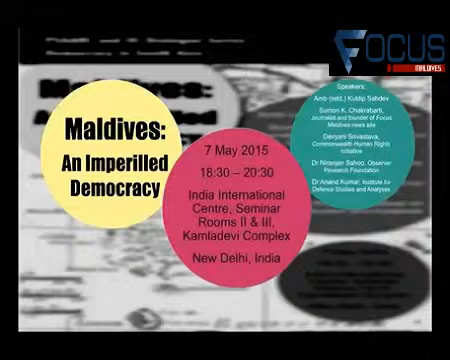 FOCUS
MALDIVES
Maldives:
An Imperilled
Democracy
7 May 2015
18:30 – 20:30
India International
Centre, Seminar
Rooms II & III,
Kamladevi Complex
New Delhi, India
Speakers:
Amb (retd.) Kuldip Sahdev
Sumon K. Chakrabarti,
Journalist and founder of Focus
Maldives news site
Devyani Srivastava,
Commonwealth Human Rights
Initiative
Dr Niranjan Sahoo, Observer
Research Foundation
Dr Anand Kumar, Institute for
Defence Studies and Analyses